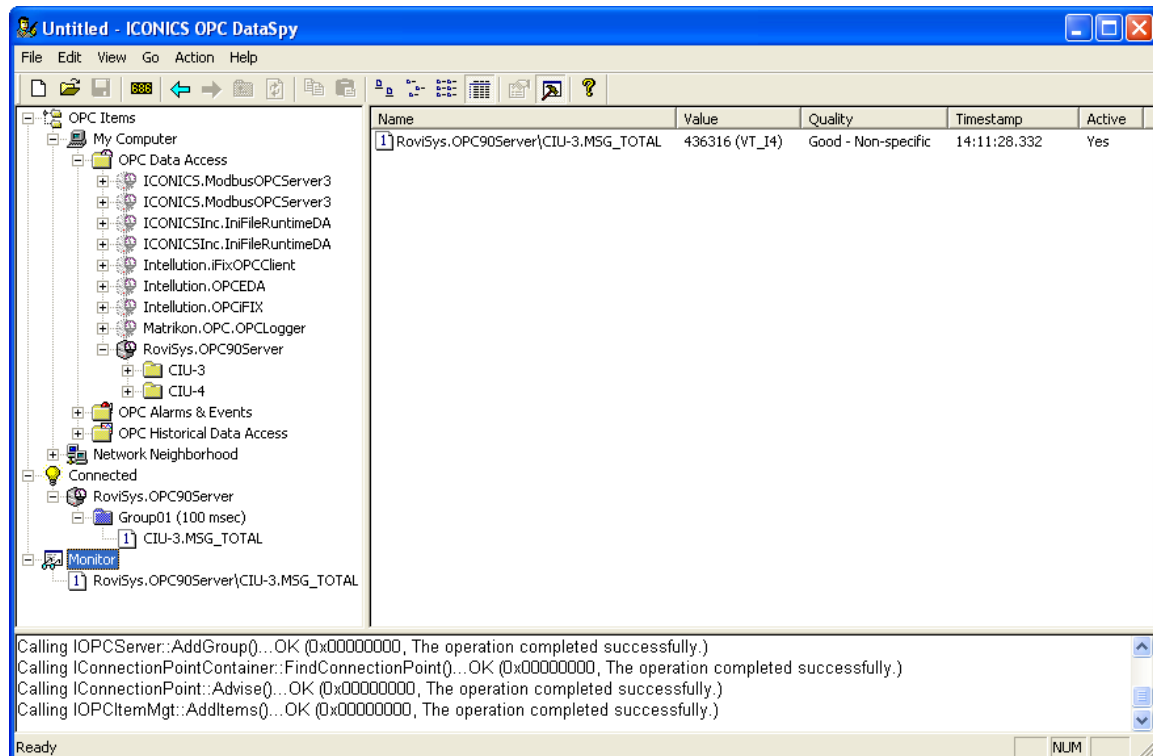 Untitled - ICONICS OPC DataSpy
File Edit View Go Action Help
686
OPC Items
My Computer
OPC Data Access
ICONICS.ModbusOPCServer3
ICONICS.ModbusOPCServer3
ICONICSInc.IniFileRuntimeDA
ICONICSInc.IniFileRuntimeDA
Intellution.iFixOPCClient
Intellution.OPCEDA
Intellution.OPCiFIX
Matrikon.OPC.OPCLogger
RoviSys.OPC90Server
CIU-3
CIU-4
OPC Alarms & Events
OPC Historical Data Access
Network Neighborhood
Connected
RoviSys.OPC90Server
Group01 (100 msec)
1 CIU-3.MSG_TOTAL
Monitor
1 RoviSys.OPC90Server\CIU-3.MSG_TOTAL
Name Value Quality Timestamp Active
1 RoviSys.OPC90Server\CIU-3.MSG_TOTAL 436316 (VT_I4) Good - Non-specific 14:11:28.332 Yes
Calling IOPCServer::AddGroup()...OK (0x00000000, The operation completed successfully.)
Calling IConnectionPointContainer::FindConnectionPoint()...OK (0x00000000, The operation completed successfully.)
Calling IConnectionPoint::Advise()...OK (0x00000000, The operation completed successfully.)
Calling IOPCItemMgt::AddItems()...OK (0x00000000, The operation completed successfully.)
Ready NUM